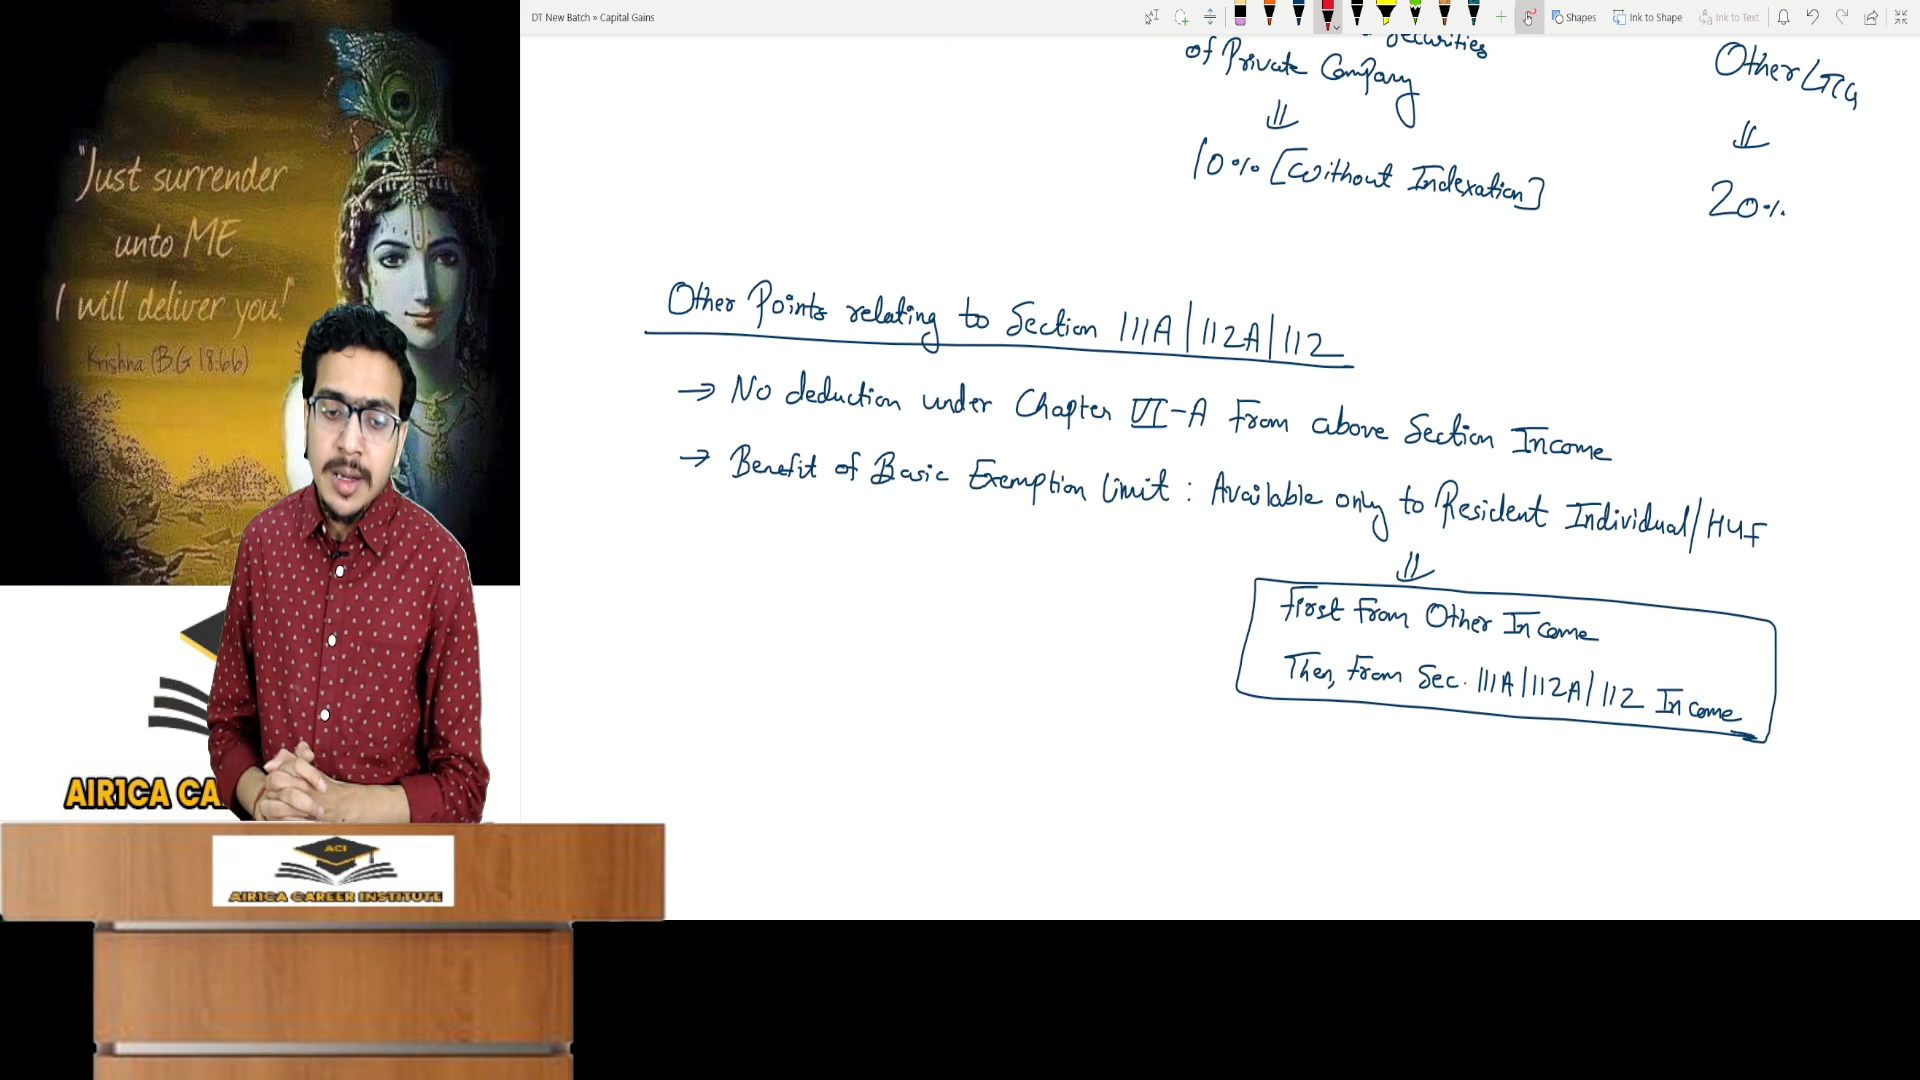 DT New Batch » Capital Gains
Shapes
Ink to Shape
Ink to Text
Securities
of Private Company
Other LTCG
10% [Without Indexation]
20%
"Just surrender
unto ME
I will deliver you!"
- Krishna (B.G 18.66)
Other Points relating to Section 111A | 112A | 112
→ No deduction under Chapter VI-A From above Section Income
→ Benefit of Basic Exemption Limit : Available only to Resident Individual/HUF
First From Other Income
Then, From Sec. 111A | 112A | 112 Income
AIR1CA CA
ACI
AIR1CA CAREER INSTITUTE